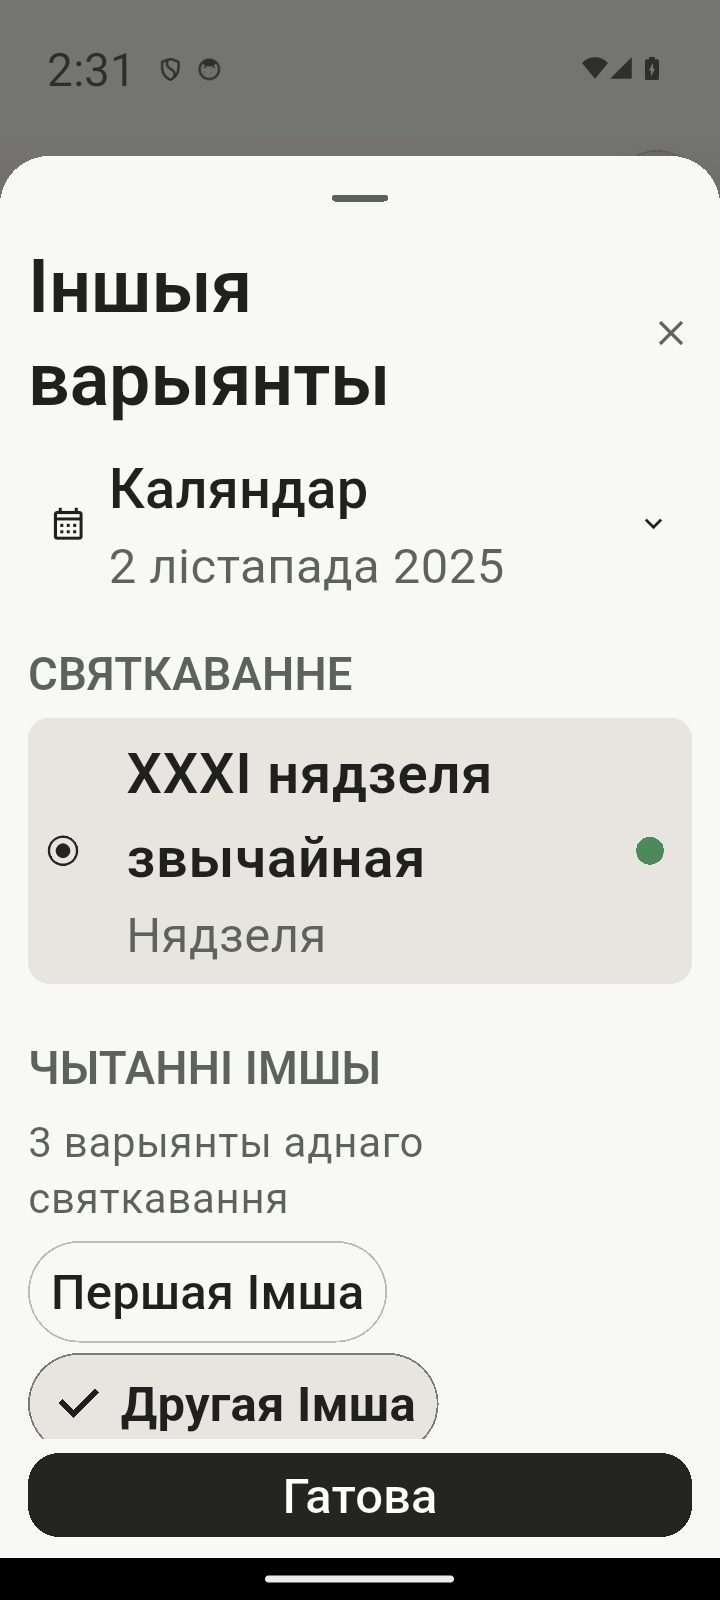 2:31
Іншыя
варыянты
Каляндар
2 лістапада 2025
СВЯТКАВАННЕ
XXXI нядзеля
звычайная
Нядзеля
ЧЫТАННІ ІМШЫ
3 варыянты аднаго
святкавання
Першая Імша
Другая Імша
Гатова